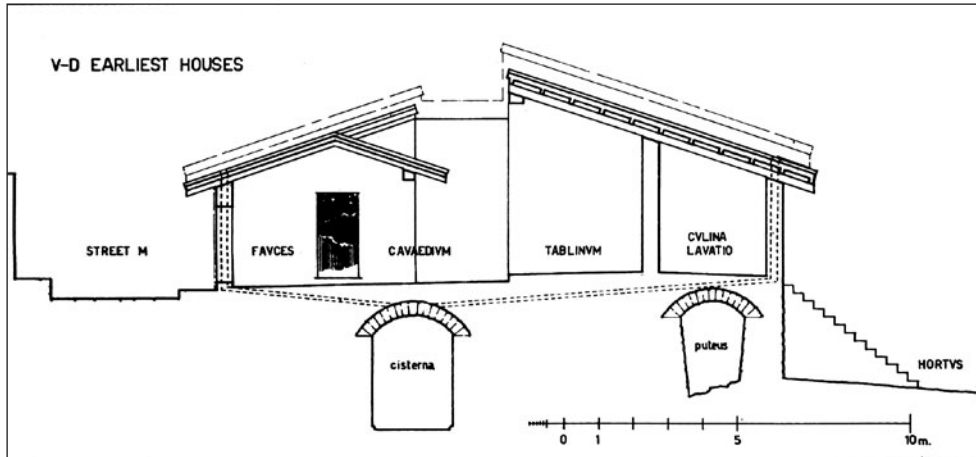 V-D EARLIEST HOUSES
STREET M
FAVCES
CAVAEDIVM
TABLINVM
CVLINA
LAVATIO
cisterna
puteus
HORTVS
0 1 5 10 m.